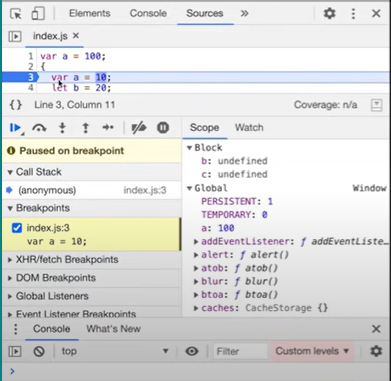 Elements Console Sources »
index.js ×
1 var a = 100;
2 {
3 var a = 10;
4 let b = 20;
{} Line 3, Column 11 Coverage: n/a
Scope Watch
Paused on breakpoint
▼ Call Stack
(anonymous) index.js:3
▼ Breakpoints
index.js:3
var a = 10;
▶ XHR/fetch Breakpoints
▶ DOM Breakpoints
▶ Global Listeners
▶ Event Listener Breakpoints
▼ Block
b: undefined
c: undefined
▼ Global Window
PERSISTENT: 1
TEMPORARY: 0
a: 100
▶ addEventListener: ƒ addEventListe…
▶ alert: ƒ alert()
▶ atob: ƒ atob()
▶ blur: ƒ blur()
▶ btoa: ƒ btoa()
▶ caches: CacheStorage {}
Console What's New
top Filter Custom levels ▼
›